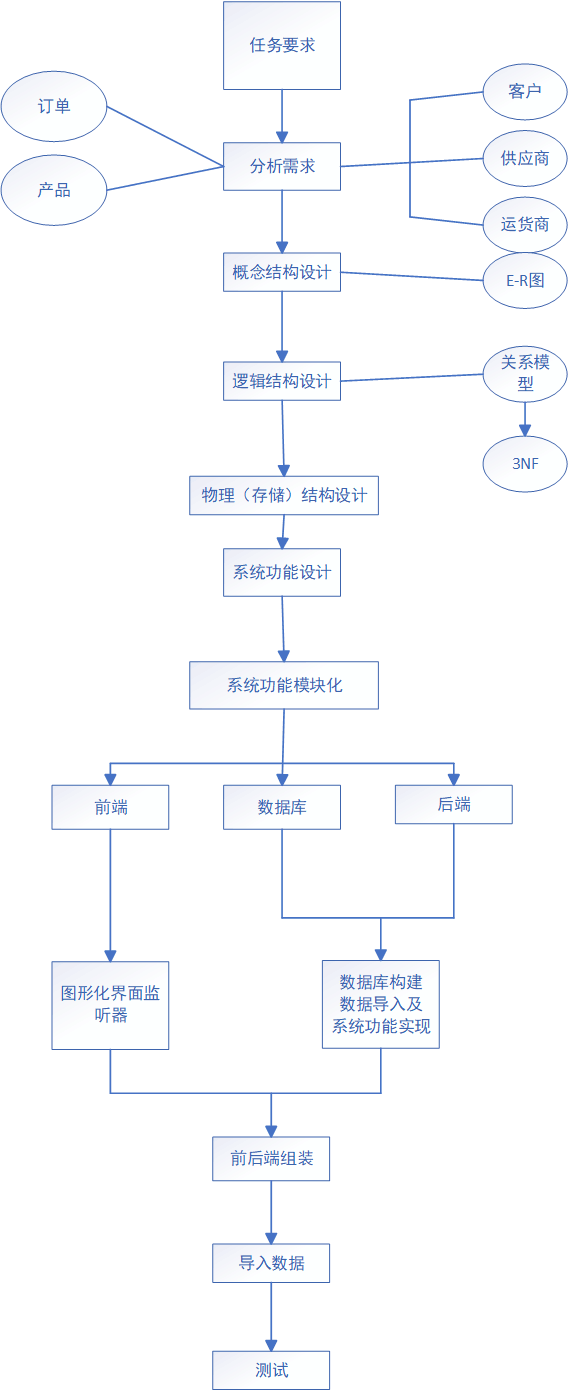 任务要求
订单
客户
分析需求
供应商
产品
运货商
概念结构设计
E-R图
逻辑结构设计
关系模
型
3NF
物理（存储）结构设计
系统功能设计
系统功能模块化
前端
数据库
后端
图形化界面监
听器
数据库构建
数据导入及
系统功能实现
前后端组装
导入数据
测试